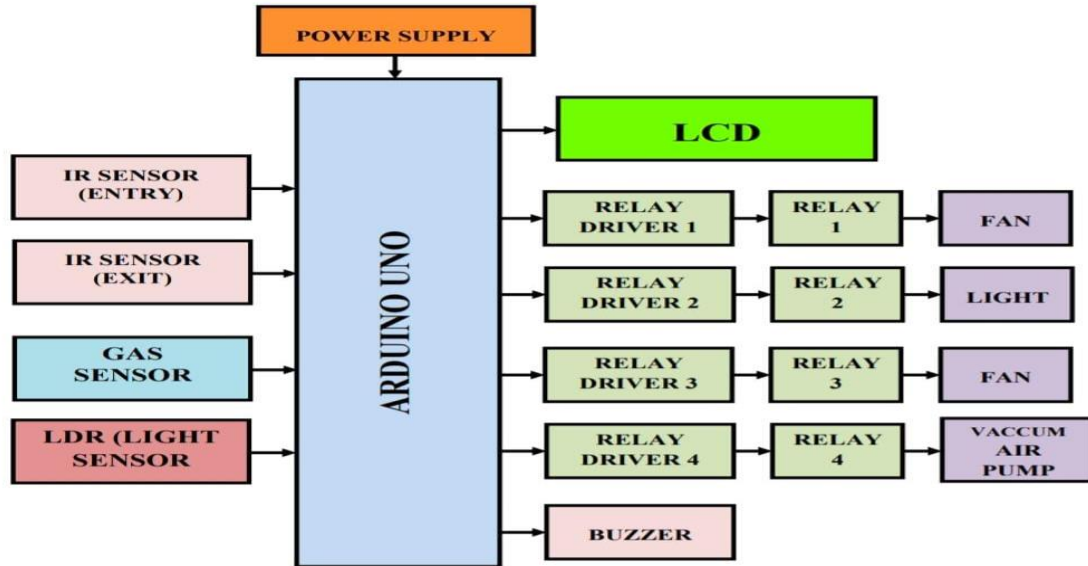 POWER SUPPLY
LCD
IR SENSOR
(ENTRY)
IR SENSOR
(EXIT)
GAS
SENSOR
LDR (LIGHT
SENSOR
ARDUINO UNO
RELAY
DRIVER 1
RELAY
1
FAN
RELAY
DRIVER 2
RELAY
2
LIGHT
RELAY
DRIVER 3
RELAY
3
FAN
RELAY
DRIVER 4
RELAY
4
VACCUM
AIR
PUMP
BUZZER